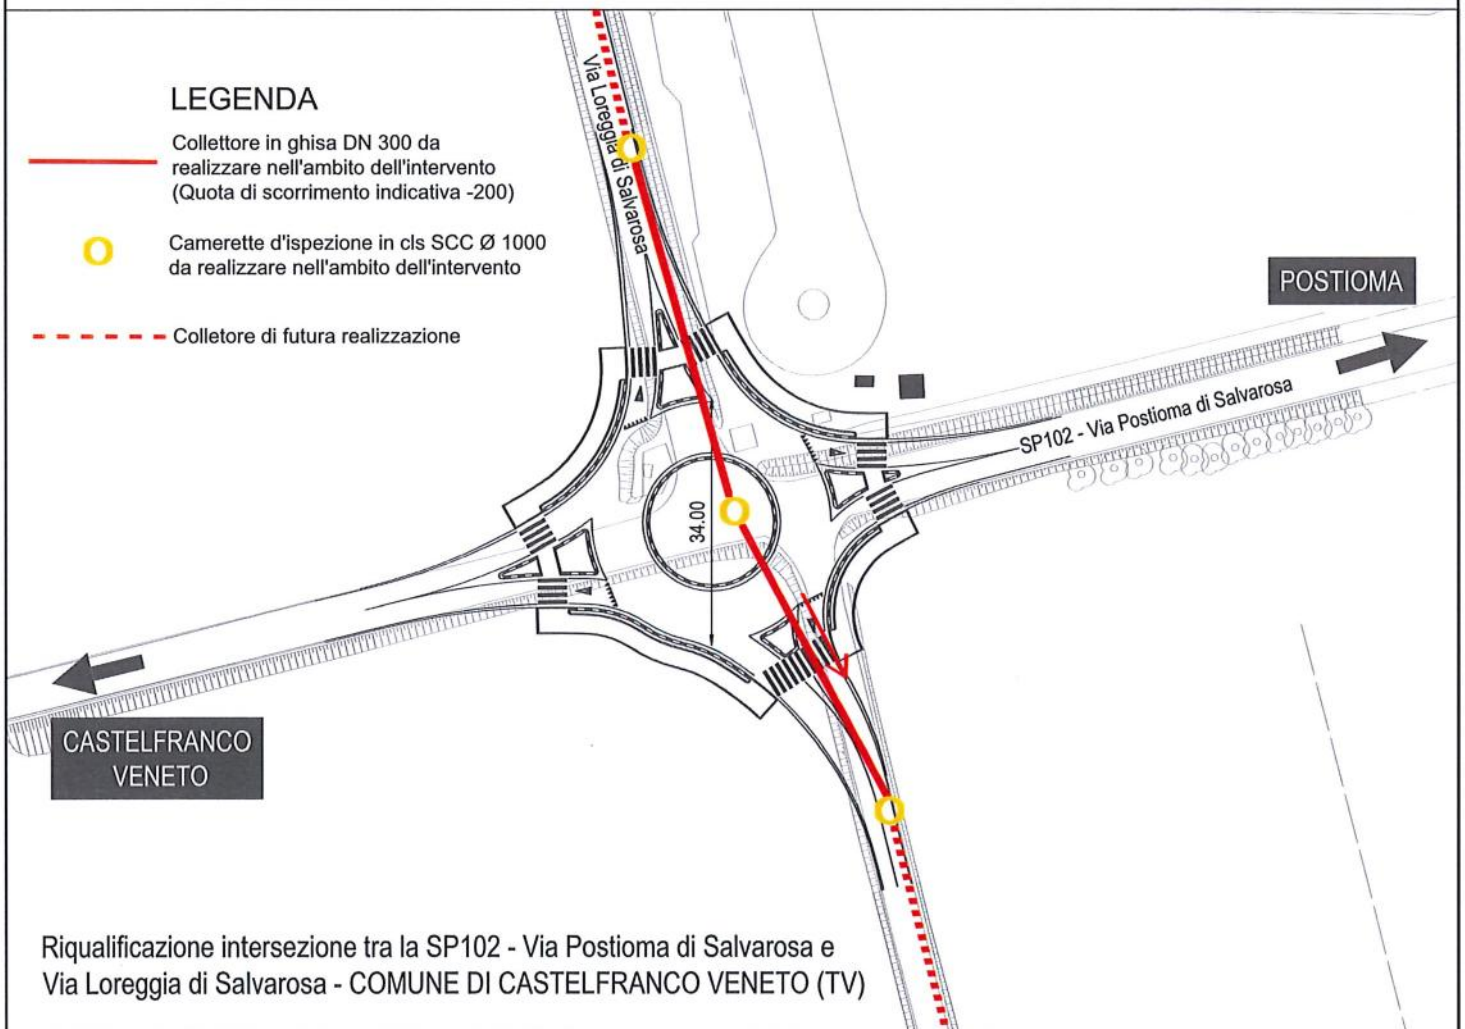 LEGENDA
Collettore in ghisa DN 300 da
realizzare nell'ambito dell'intervento
(Quota di scorrimento indicativa -200)
Camerette d'ispezione in cls SCC Ø 1000
da realizzare nell'ambito dell'intervento
Colletore di futura realizzazione
Via Loreggia di Salvarosa
POSTIOMA
SP102 - Via Postioma di Salvarosa
34.00
CASTELFRANCO
VENETO
Riqualificazione intersezione tra la SP102 - Via Postioma di Salvarosa e
Via Loreggia di Salvarosa - COMUNE DI CASTELFRANCO VENETO (TV)